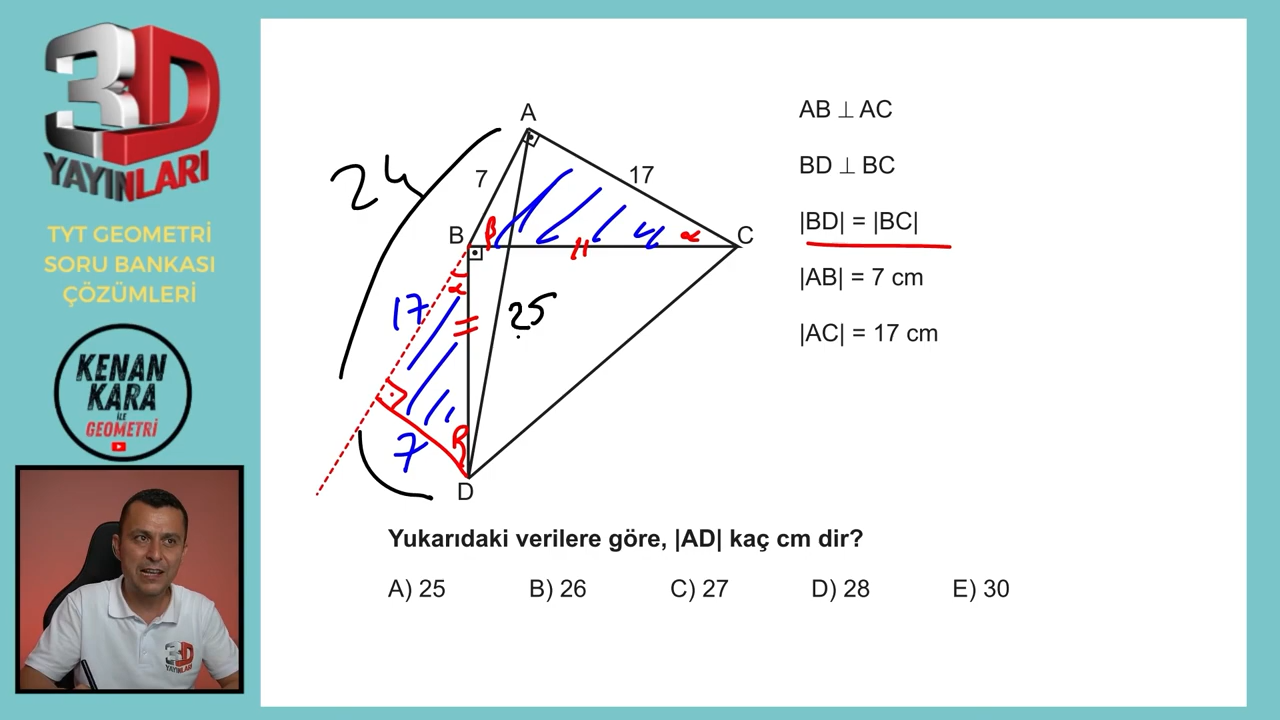 3D
YAYINLARI
TYT GEOMETRİ
SORU BANKASI
ÇÖZÜMLERİ
KENAN
KARA
İLE
GEOMETRİ
3D
YAYINLARI
A
7
17
24
B
β
α
C
α
17
25
7
β
D
AB ⊥ AC
BD ⊥ BC
|BD| = |BC|
|AB| = 7 cm
|AC| = 17 cm
Yukarıdaki verilere göre, |AD| kaç cm dir?
A) 25 B) 26 C) 27 D) 28 E) 30